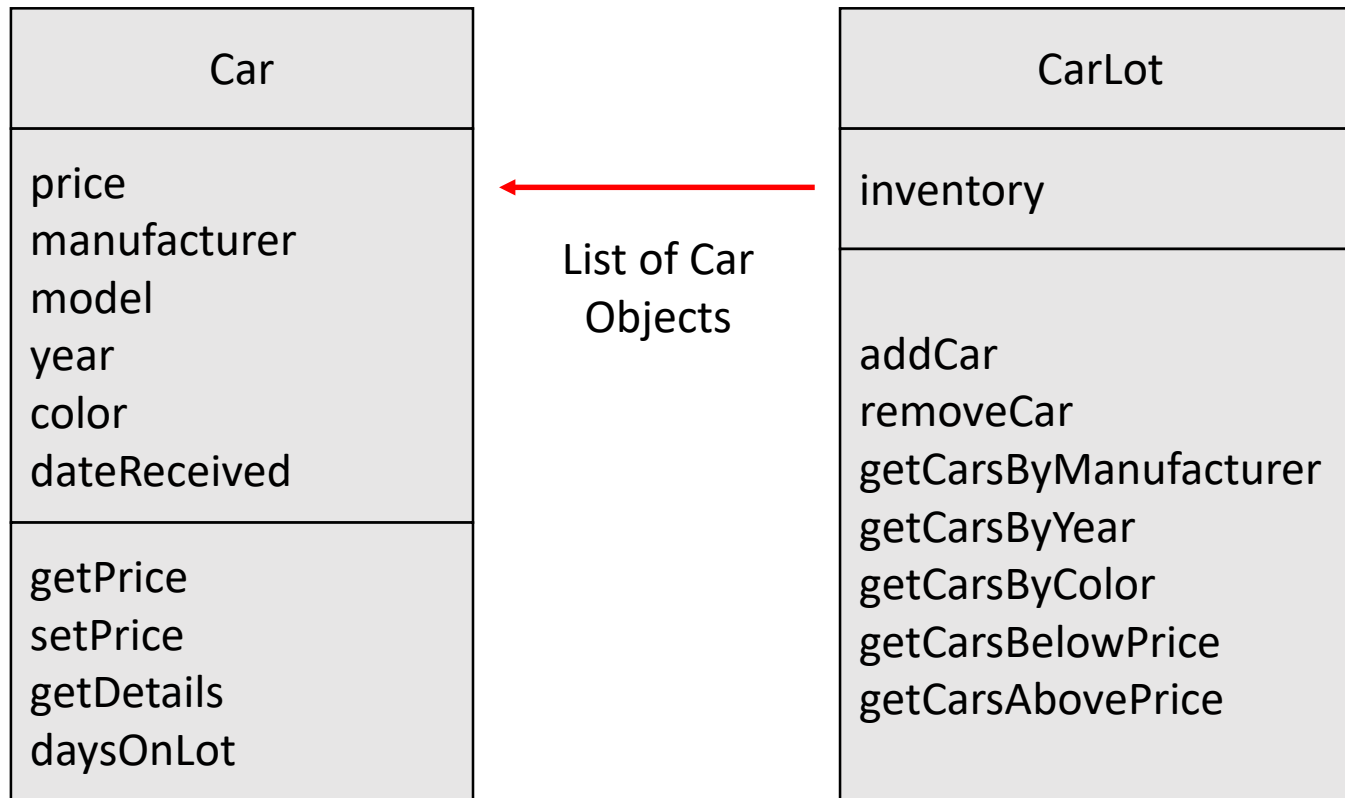 Car
price
manufacturer
model
year
color
dateReceived
getPrice
setPrice
getDetails
daysOnLot
List of Car
Objects
CarLot
inventory
addCar
removeCar
getCarsByManufacturer
getCarsByYear
getCarsByColor
getCarsBelowPrice
getCarsAbovePrice